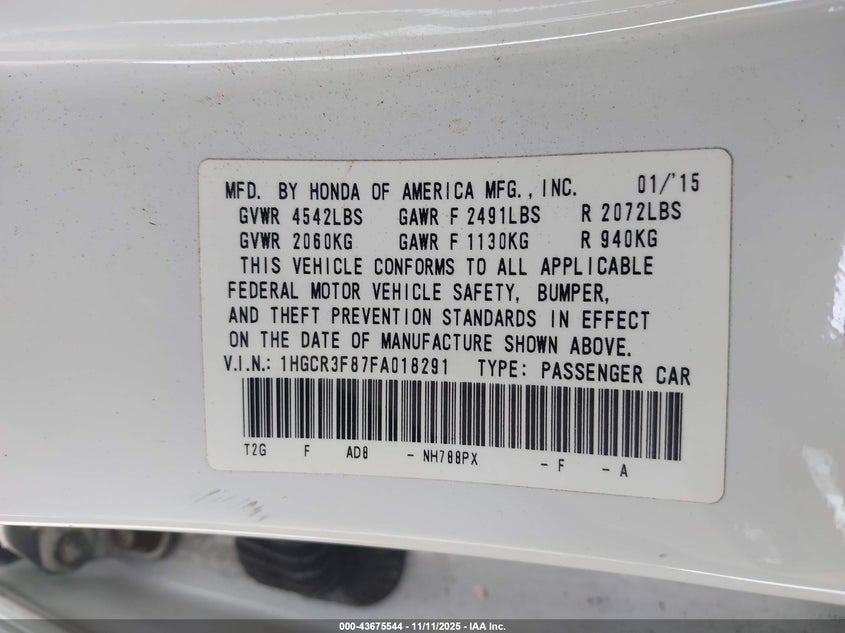 MFD. BY HONDA OF AMERICA MFG., INC. 01/'15
GVWR 4542LBS GAWR F 2491LBS R 2072LBS
GVWR 2060KG GAWR F 1130KG R 940KG
THIS VEHICLE CONFORMS TO ALL APPLICABLE
FEDERAL MOTOR VEHICLE SAFETY, BUMPER,
AND THEFT PREVENTION STANDARDS IN EFFECT
ON THE DATE OF MANUFACTURE SHOWN ABOVE.
V.I.N.: 1HGCR3F87FA018291 TYPE: PASSENGER CAR
T2G F AD8 - NH788PX - F - A
000-43675544 - 11/11/2025 - IAA Inc.